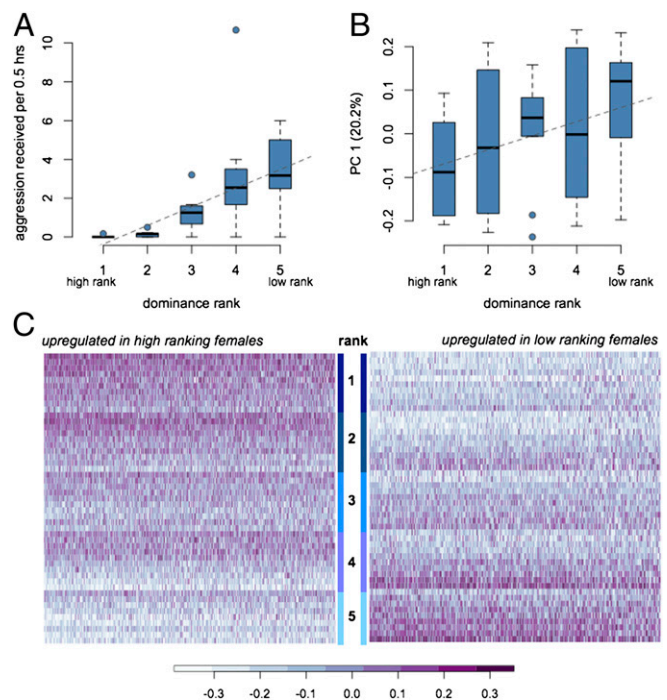 A
aggression received per 0.5 hrs
10
8
6
4
2
0
1 2 3 4 5
high rank low rank
dominance rank
B
PC 1 (20.2%)
0.2
0.1
0.0
-0.1
-0.2
1 2 3 4 5
high rank low rank
dominance rank
C
upregulated in high ranking females rank upregulated in low ranking females
1
2
3
4
5
-0.3 -0.2 -0.1 0.0 0.1 0.2 0.3